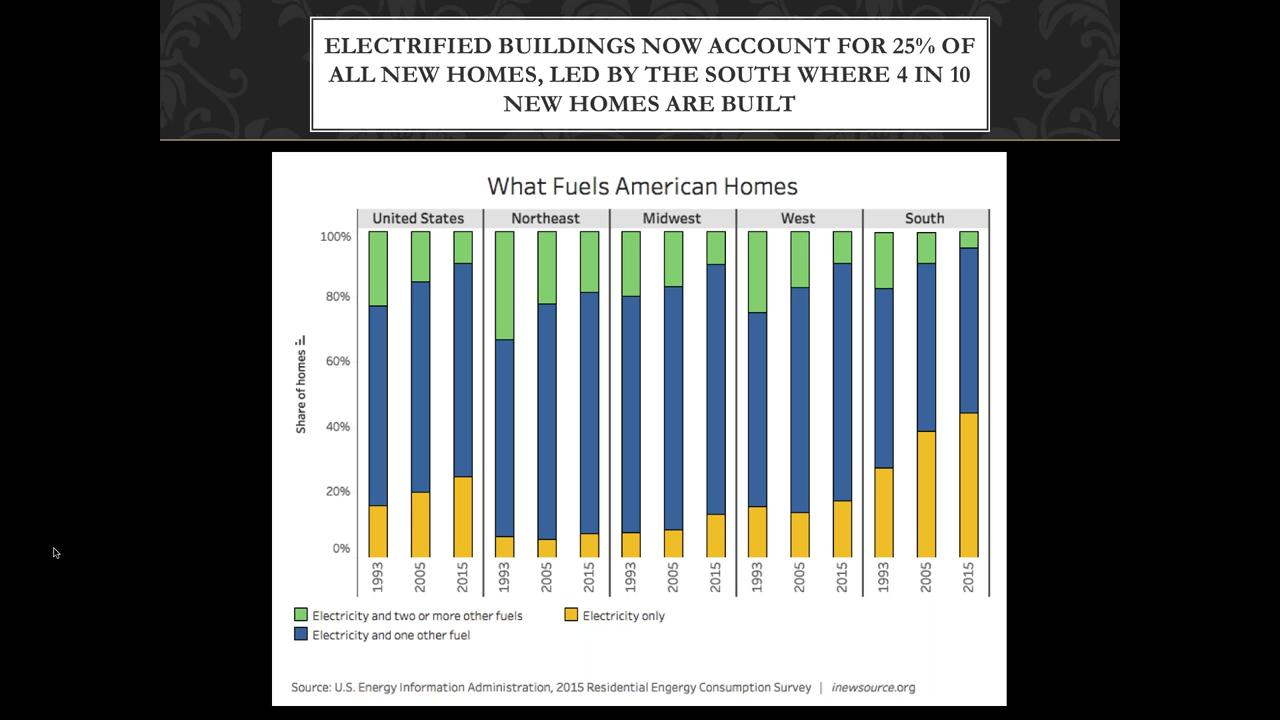 ELECTRIFIED BUILDINGS NOW ACCOUNT FOR 25% OF
ALL NEW HOMES, LED BY THE SOUTH WHERE 4 IN 10
NEW HOMES ARE BUILT
What Fuels American Homes
United States Northeast Midwest West South
100%
80%
60%
40%
20%
0%
Share of homes
1993 2005 2015 1993 2005 2015 1993 2005 2015 1993 2005 2015 1993 2005 2015
Electricity and two or more other fuels Electricity only
Electricity and one other fuel
Source: U.S. Energy Information Administration, 2015 Residential Engergy Consumption Survey | inewsource.org